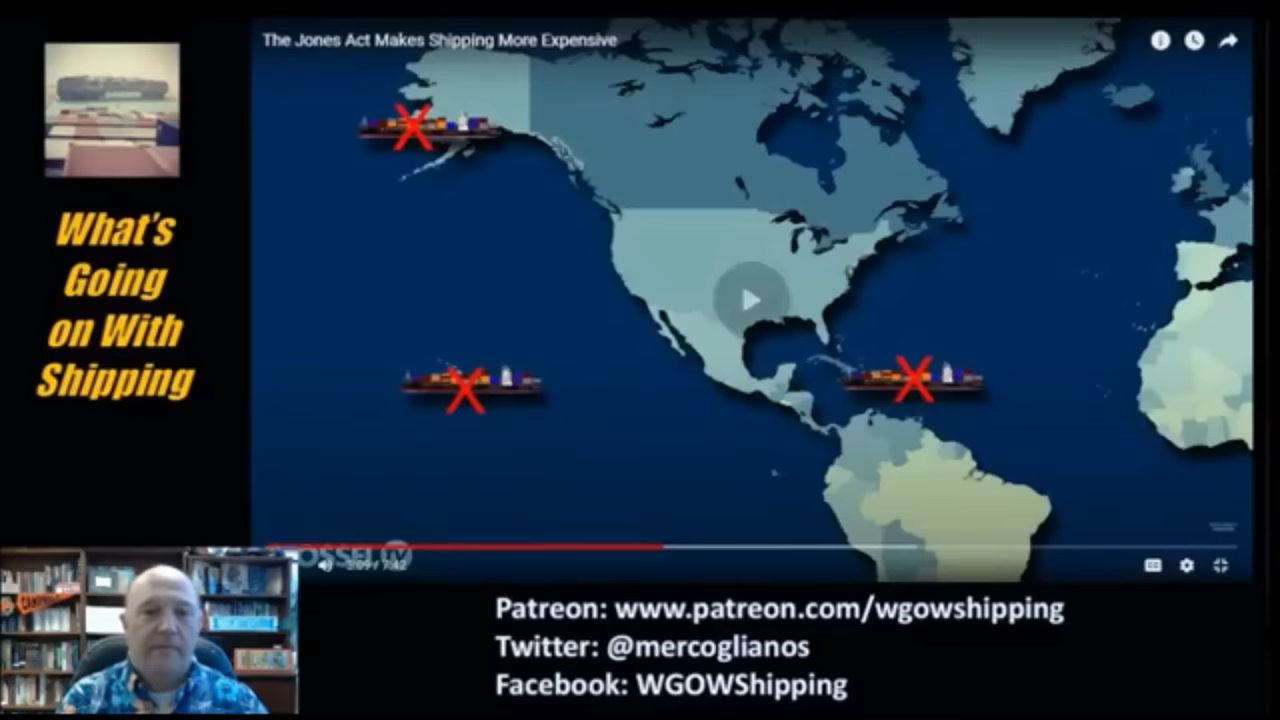 The Jones Act Makes Shipping More Expensive
What's
Going
on With
Shipping
CC
Patreon: www.patreon.com/wgowshipping
Twitter: @mercoglianos
Facebook: WGOWShipping